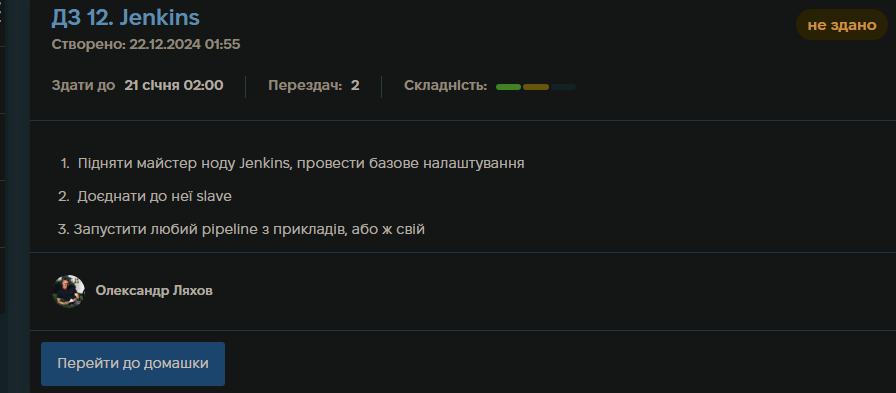 ДЗ 12. Jenkins
не здано
Створено: 22.12.2024 01:55
Здати до 21 січня 02:00 Перездач: 2 Складність:
1. Підняти майстер ноду Jenkins, провести базове налаштування
2. Доєднати до неї slave
3. Запустити любий pipeline з прикладів, або ж свій
Олександр Ляхов
Перейти до домашки